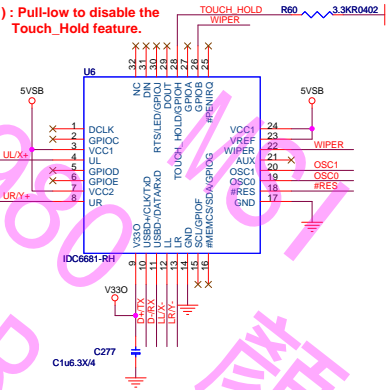 ) : Pull-low to disable the
Touch_Hold feature.
TOUCH_HOLD
WIPER
R60
3.3KR0402
32
31
30
29
28
27
26
25
NC
DIN
RTS/LED/GPIOJ
DOUT
TOUCH_HOLD/GPIOH
GPIOA
GPIOB
#PENIRQ
U6
5VSB
5VSB
1 DCLK
2 GPIOC
3 VCC1
UL/X+ 4 UL
5 GPIOD
6 GPIOE
7 VCC2
UR/Y+ 8 UR
VCC1 24
VREF 23
WIPER 22 WIPER
AUX 21
OSC1 20 OSC1
OSC0 19 OSC0
#RES 18 #RES
GND 17
V33O
USBD+/CLK/TxD
USBD-/DATA/RxD
LL
LR
GND
SCL/GPIOF
#MEMCS/SDA/GPIOG
IDC6681-RH
9
10
11
12
13
14
15
16
V33O
D+/TX
D-/RX
LL/X-
LR/Y-
C277
C1u6.3X/4
980
MSI
R
顏